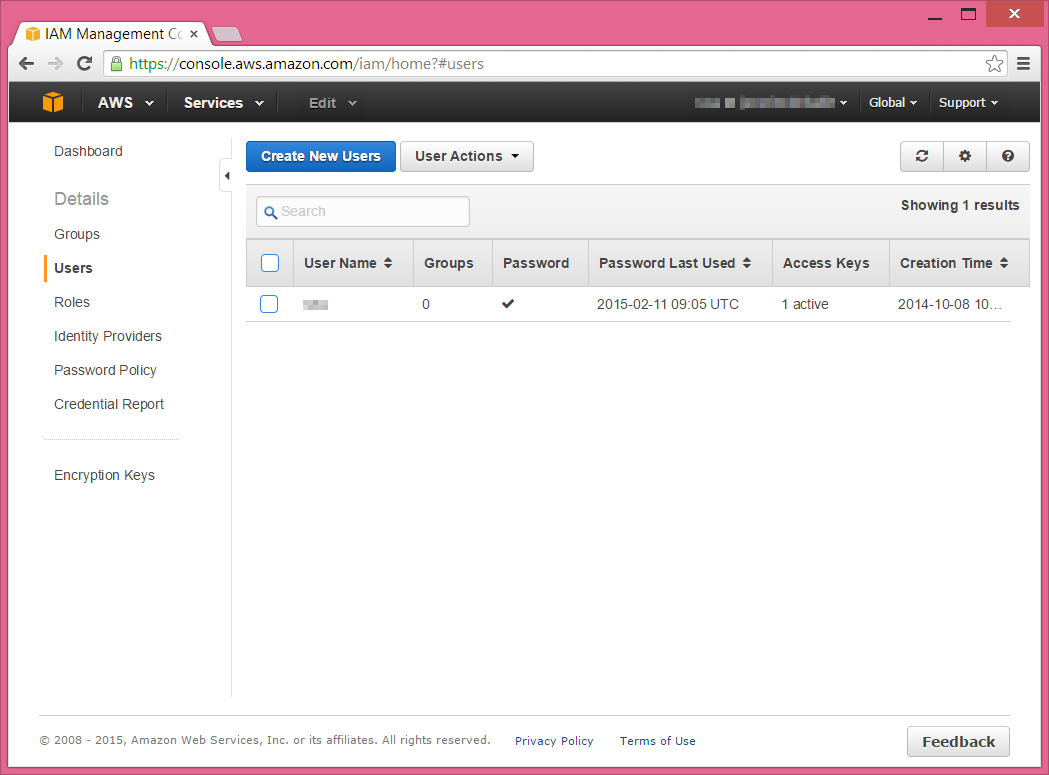 IAM Management Co
https://console.aws.amazon.com/iam/home?#users
AWS Services Edit Global Support
Dashboard
Details
Groups
Users
Roles
Identity Providers
Password Policy
Credential Report
Encryption Keys
Create New Users User Actions
Search
Showing 1 results
User Name Groups Password Password Last Used Access Keys Creation Time
0 2015-02-11 09:05 UTC 1 active 2014-10-08 10…
© 2008 - 2015, Amazon Web Services, Inc. or its affiliates. All rights reserved. Privacy Policy Terms of Use
Feedback